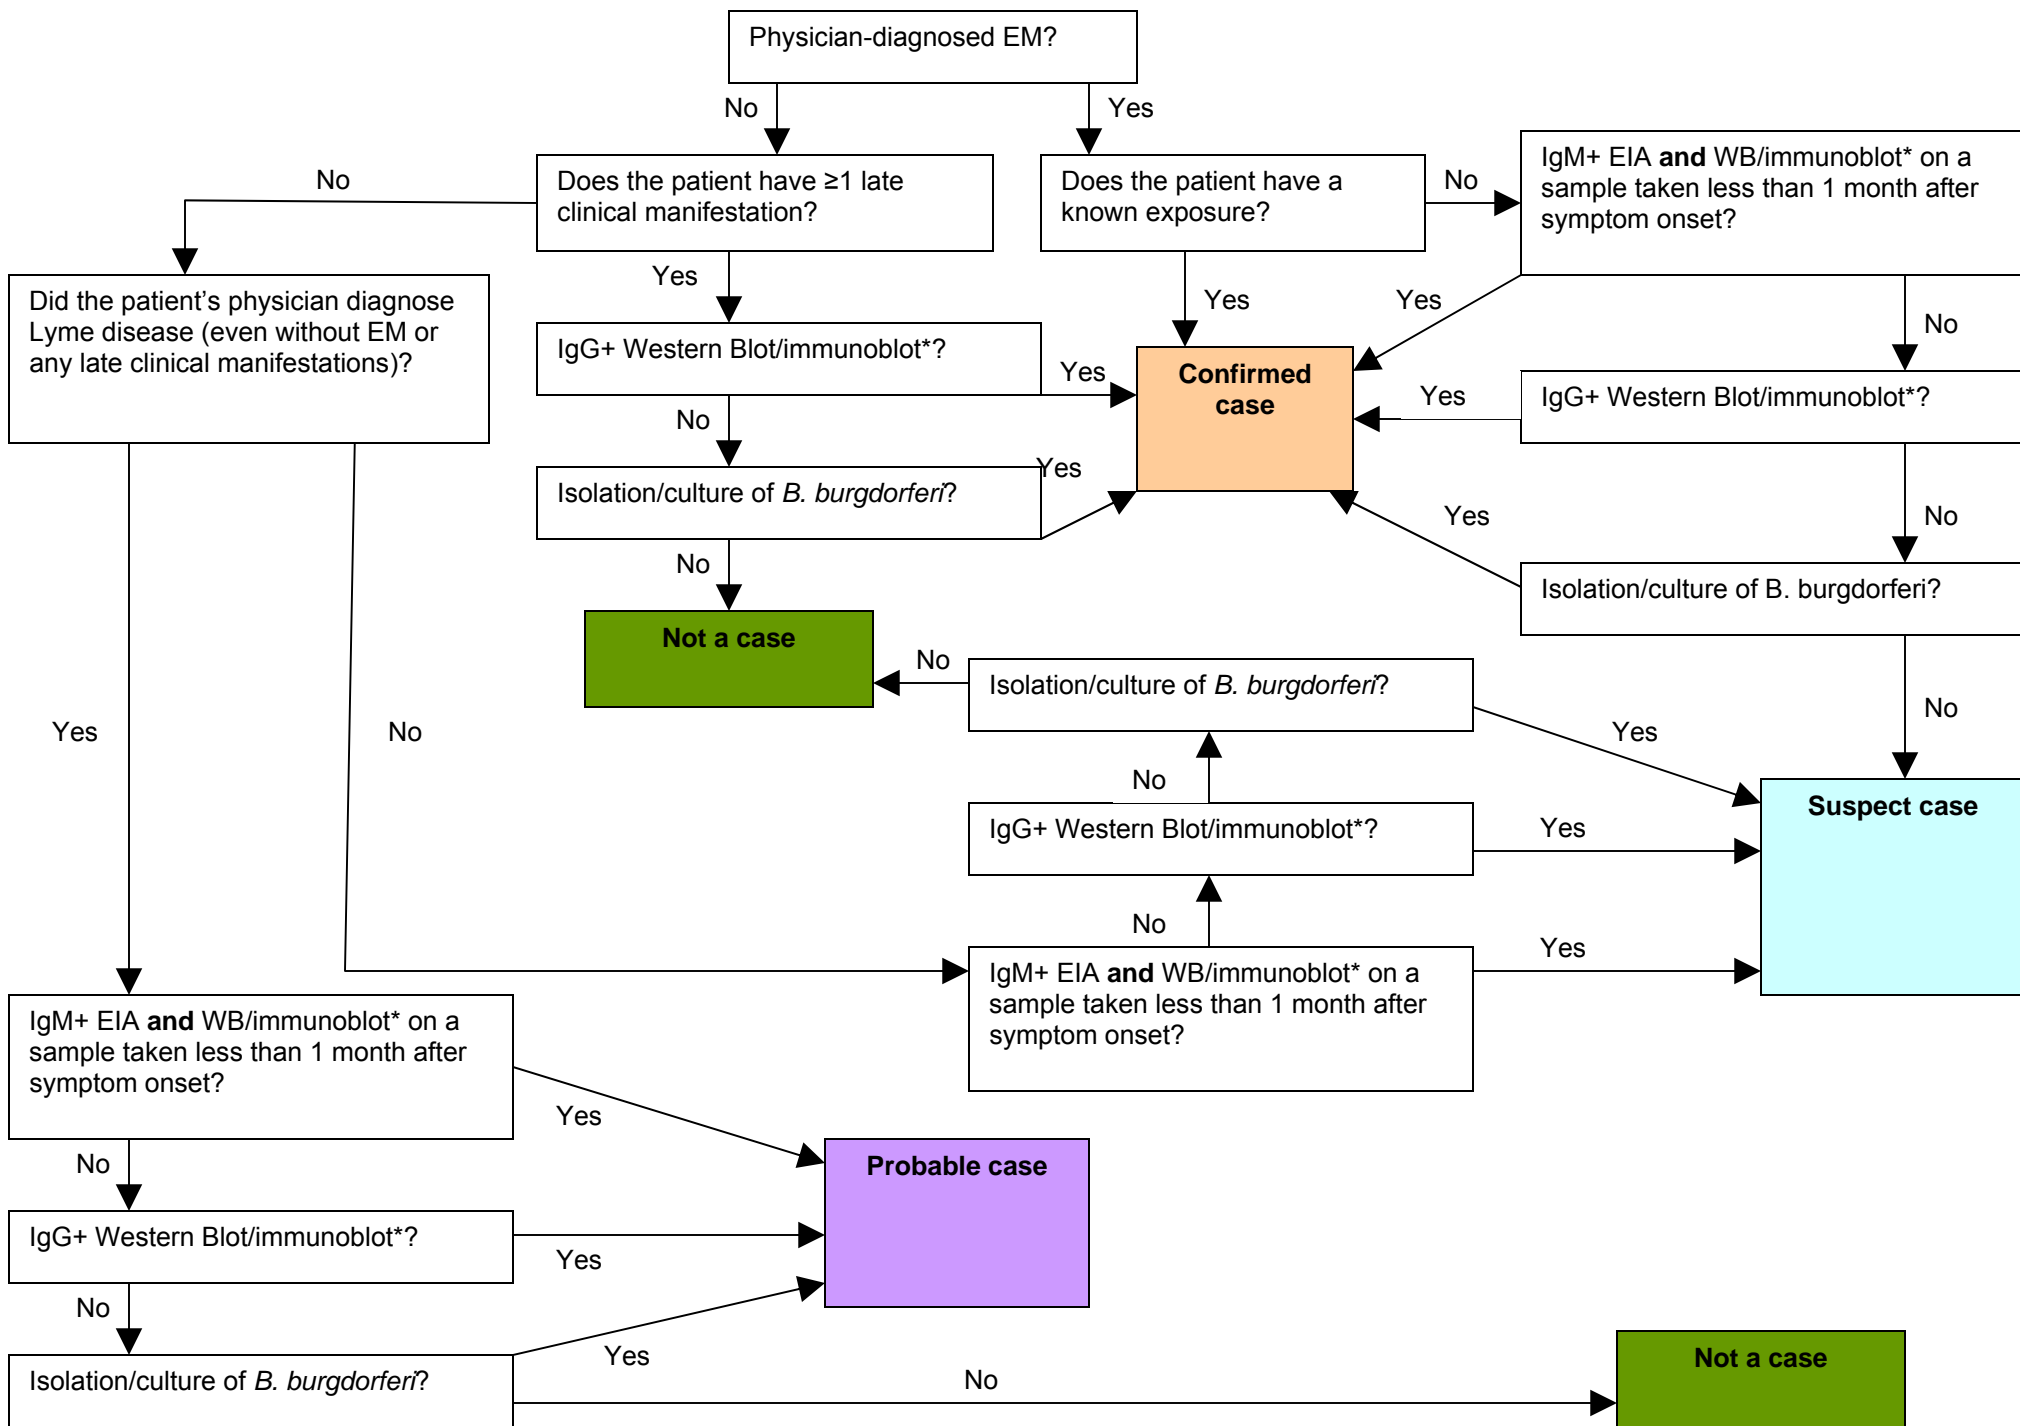 Physician-diagnosed EM?
No
Yes
No
Does the patient have ≥1 late
clinical manifestation?
Does the patient have a
known exposure?
No
IgM+ EIA and WB/immunoblot* on a
sample taken less than 1 month after
symptom onset?
Yes
Yes
Yes
No
Did the patient’s physician diagnose
Lyme disease (even without EM or
any late clinical manifestations)?
IgG+ Western Blot/immunoblot*?
Yes
Confirmed
case
Yes
IgG+ Western Blot/immunoblot*?
No
Yes
Isolation/culture of B. burgdorferi?
Yes
No
No
Isolation/culture of B. burgdorferi?
Not a case
No
Isolation/culture of B. burgdorferi?
Yes
No
Yes
No
No
IgG+ Western Blot/immunoblot*?
Yes
Suspect case
No
Yes
IgM+ EIA and WB/immunoblot* on a
sample taken less than 1 month after
symptom onset?
IgM+ EIA and WB/immunoblot* on a
sample taken less than 1 month after
symptom onset?
Yes
No
Probable case
IgG+ Western Blot/immunoblot*?
Yes
No
Yes
Isolation/culture of B. burgdorferi?
No
Not a case